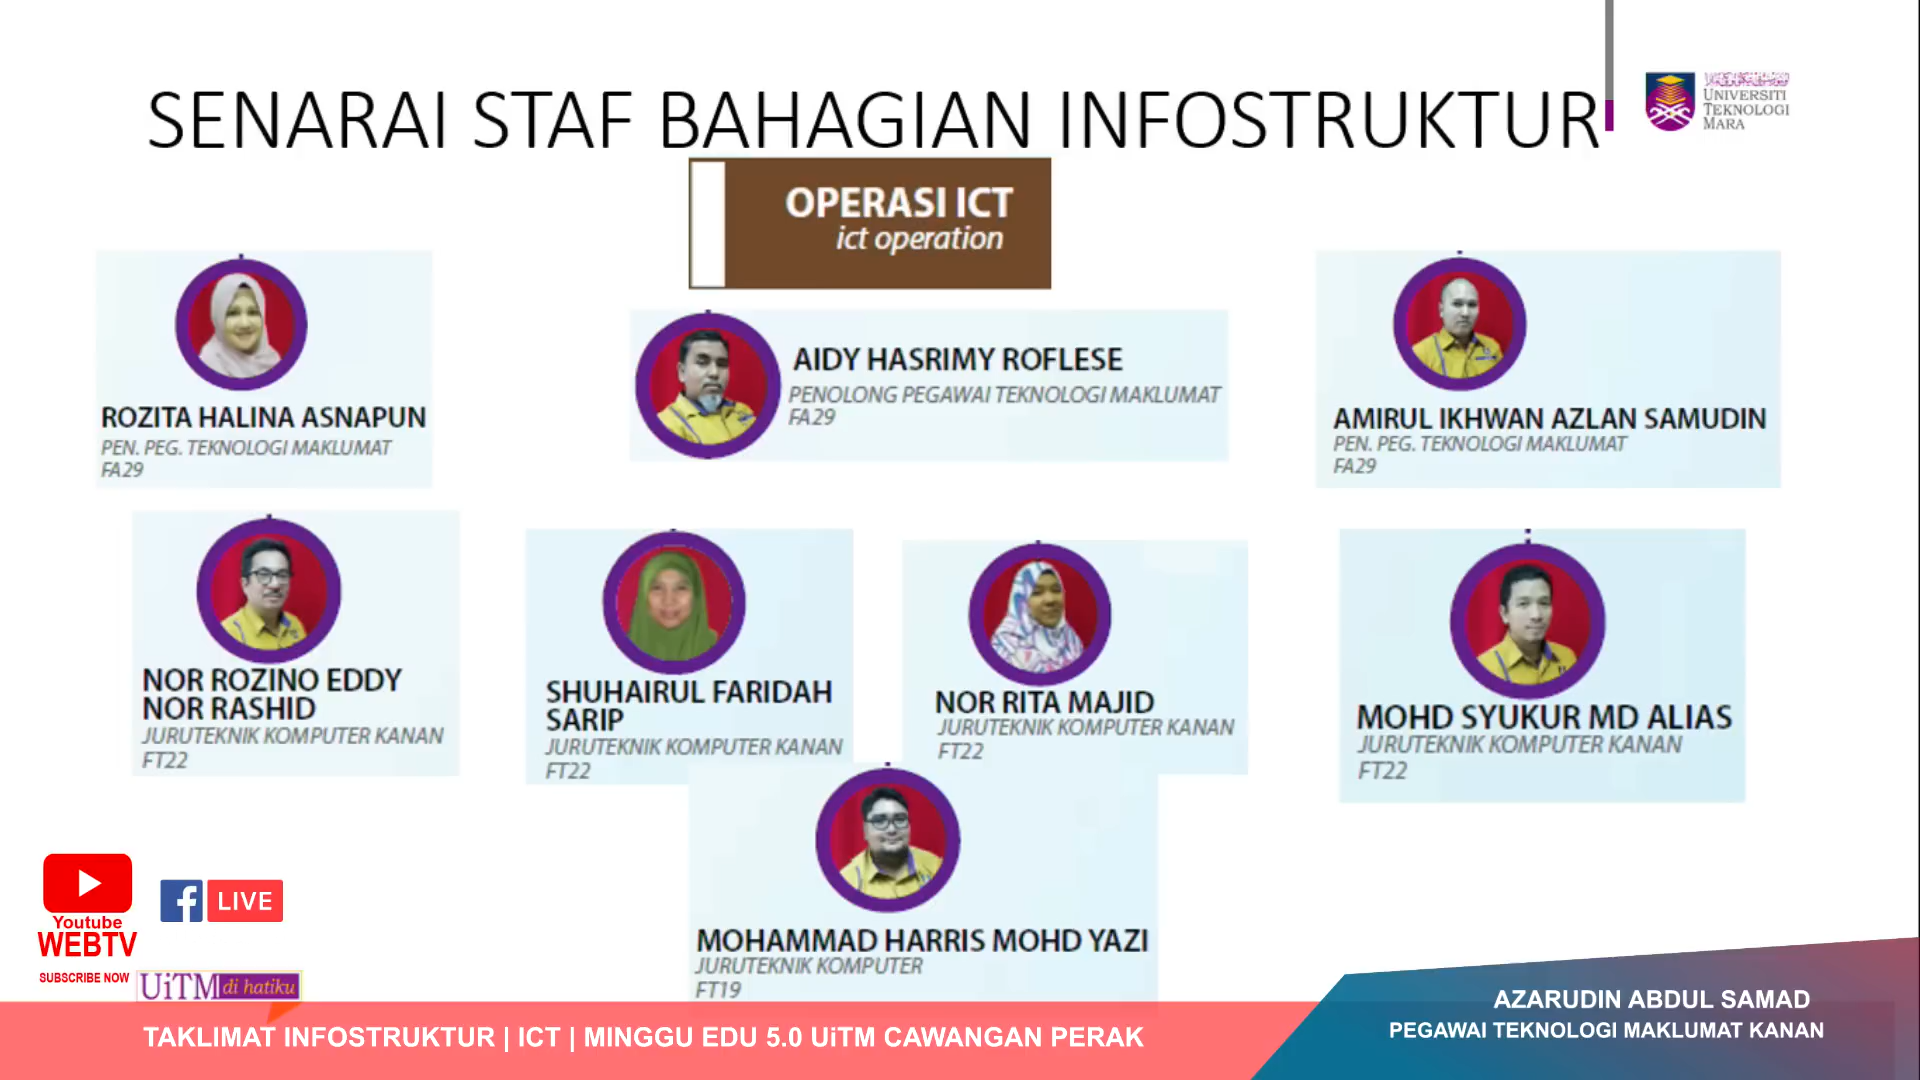 SENARAI STAF BAHAGIAN INFOSTRUKTUR
UNIVERSITI
TEKNOLOGI
MARA
OPERASI ICT
ict operation
ROZITA HALINA ASNAPUN
PEN. PEG. TEKNOLOGI MAKLUMAT
FA29
AIDY HASRIMY ROFLESE
PENOLONG PEGAWAI TEKNOLOGI MAKLUMAT
FA29
AMIRUL IKHWAN AZLAN SAMUDIN
PEN. PEG. TEKNOLOGI MAKLUMAT
FA29
NOR ROZINO EDDY
NOR RASHID
JURUTEKNIK KOMPUTER KANAN
FT22
SHUHAIRUL FARIDAH
SARIP
JURUTEKNIK KOMPUTER KANAN
FT22
NOR RITA MAJID
JURUTEKNIK KOMPUTER KANAN
FT22
MOHD SYUKUR MD ALIAS
JURUTEKNIK KOMPUTER KANAN
FT22
MOHAMMAD HARRIS MOHD YAZI
JURUTEKNIK KOMPUTER
FT19
Youtube
WEBTV
SUBSCRIBE NOW
f LIVE
UiTM di hatiku
TAKLIMAT INFOSTRUKTUR | ICT | MINGGU EDU 5.0 UiTM CAWANGAN PERAK
AZARUDIN ABDUL SAMAD
PEGAWAI TEKNOLOGI MAKLUMAT KANAN